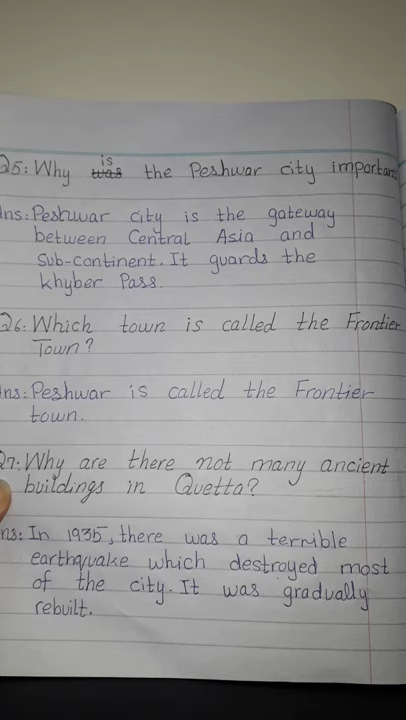 Q5: Why ~~was~~ is the Peshwar city important
Ans: Peshwar city is the gateway
between Central Asia and
Sub-continent. It guards the
khyber Pass.
Q6: Which town is called the Frontier
Town?
Ans: Peshwar is called the Frontier
town.
Q7: Why are there not many ancient
buildings in Quetta?
Ans: In 1935, there was a terrible
earthquake which destroyed most
of the city. It was gradually
rebuilt.